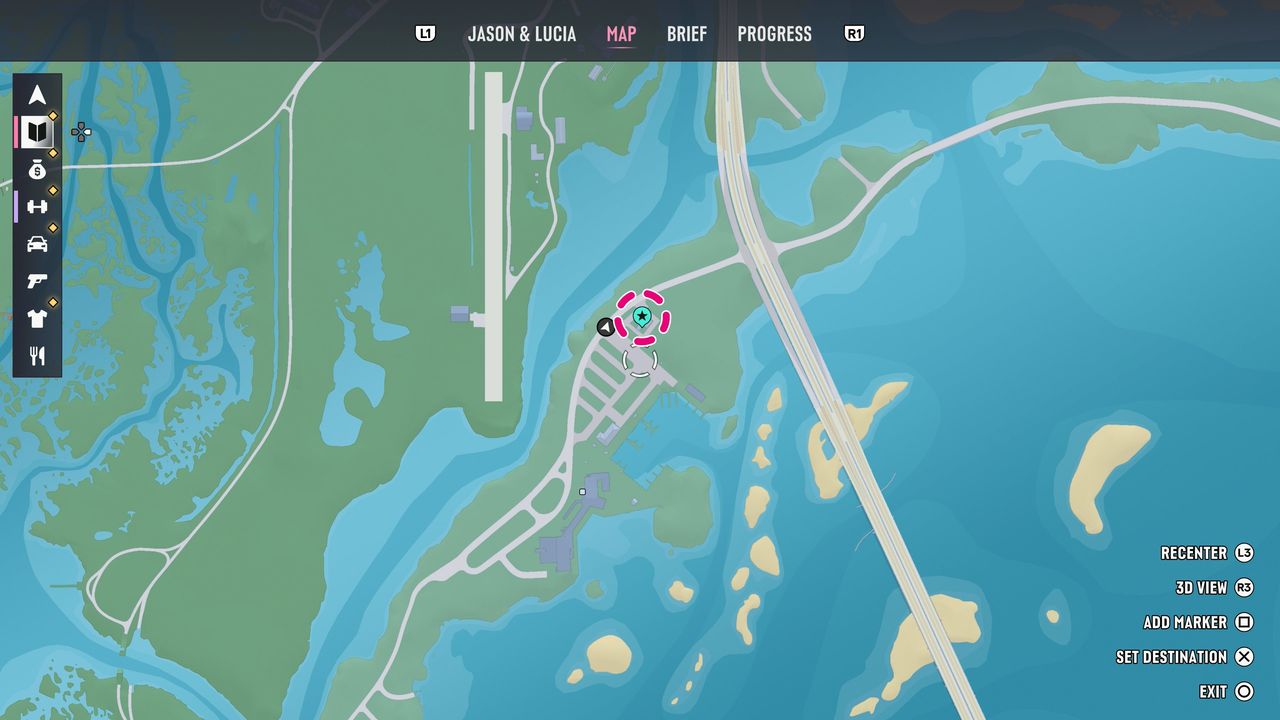 L1 JASON & LUCIA MAP BRIEF PROGRESS R1
$
RECENTER L3
3D VIEW R3
ADD MARKER
SET DESTINATION
EXIT